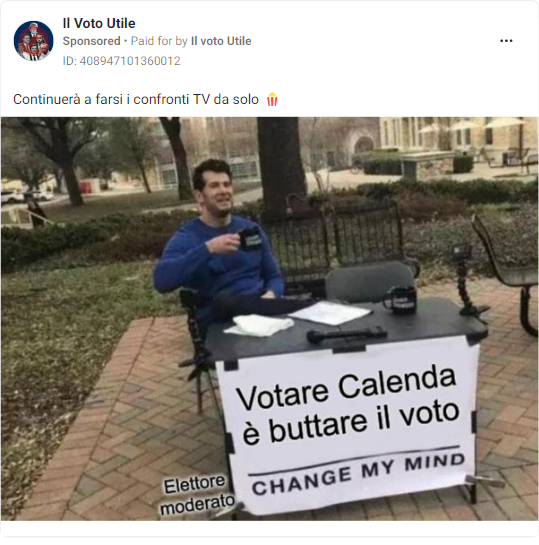 Il Voto Utile
Sponsored • Paid for by Il voto Utile
ID: 408947101360012
Continuerà a farsi i confronti TV da solo 🍿
Votare Calenda
è buttare il voto
CHANGE MY MIND
Elettore
moderato